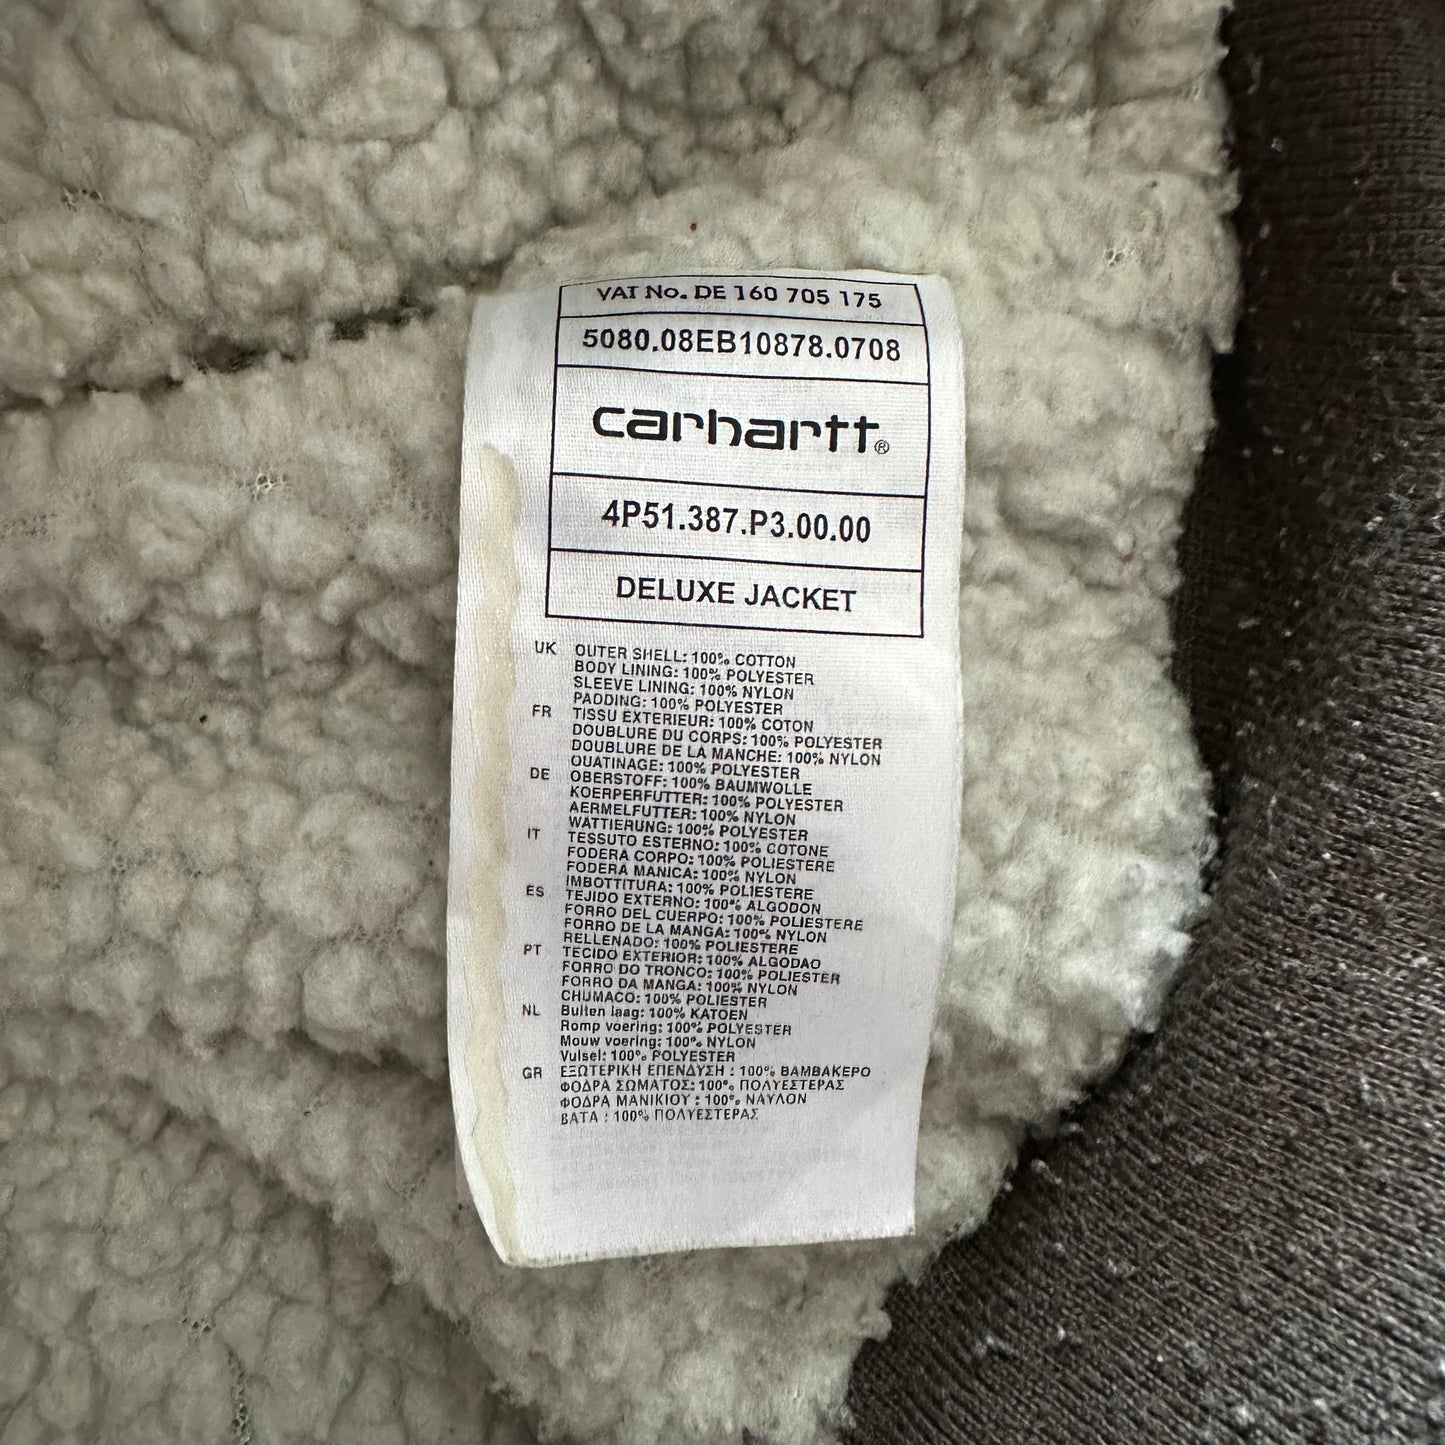 VAT No. DE 160 705 175
5080.08EB10878.0708
carhartt®
4P51.387.P3.00.00
DELUXE JACKET
UK OUTER SHELL: 100% COTTON
BODY LINING: 100% POLYESTER
SLEEVE LINING: 100% NYLON
PADDING: 100% POLYESTER
FR TISSU EXTERIEUR: 100% COTON
DOUBLURE DU CORPS: 100% POLYESTER
DOUBLURE DE LA MANCHE: 100% NYLON
OUATINAGE: 100% POLYESTER
DE OBERSTOFF: 100% BAUMWOLLE
KOERPERFUTTER: 100% POLYESTER
AERMELFUTTER: 100% NYLON
WATTIERUNG: 100% POLYESTER
IT TESSUTO ESTERNO: 100% COTONE
FODERA CORPO: 100% POLIESTERE
FODERA MANICA: 100% NYLON
IMBOTTITURA: 100% POLIESTERE
ES TEJIDO EXTERNO: 100% ALGODON
FORRO DEL CUERPO: 100% POLIESTERE
FORRO DE LA MANGA: 100% NYLON
RELLENADO: 100% POLIESTERE
PT TECIDO EXTERIOR: 100% ALGODAO
FORRO DO TRONCO: 100% POLIESTER
FORRO DA MANGA: 100% NYLON
CHUMACO: 100% POLIESTER
NL Buiten laag: 100% KATOEN
Romp voering: 100% POLYESTER
Mouw voering: 100% NYLON
Vulsel: 100% POLYESTER
GR ΕΞΩΤΕΡΙΚΗ ΕΠΕΝΔΥΣΗ : 100% ΒΑΜΒΑΚΕΡΟ
ΦΟΔΡΑ ΣΩΜΑΤΟΣ: 100% ΠΟΛΥΕΣΤΕΡΑΣ
ΦΟΔΡΑ ΜΑΝΙΚΙΟΥ : 100% ΝΑΥΛΟΝ
ΒΑΤΑ : 100% ΠΟΛΥΕΣΤΕΡΑΣ